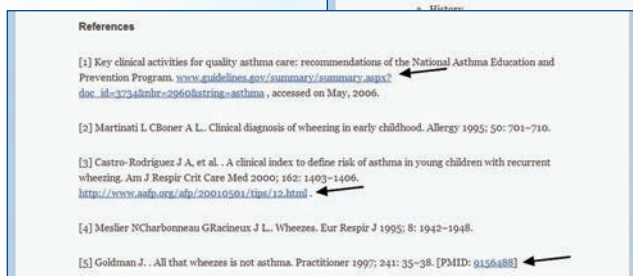 a. History
References
[1] Key clinical activities for quality asthma care: recommendations of the National Asthma Education and
Prevention Program. www.guidelines.gov/summary/summary.aspx?
doc_id=3734&nbr=2960&string=asthma , accessed on May, 2006.
[2] Martinati L CBoner A L.. Clinical diagnosis of wheezing in early childhood. Allergy 1995; 50: 701–710.
[3] Castro-Rodríguez J A, et al. . A clinical index to define risk of asthma in young children with recurrent
wheezing. Am J Respir Crit Care Med 2000; 162: 1403–1406.
http://www.aafp.org/afp/20010501/tips/12.html .
[4] Meslier NCharbonneau GRacineux J L.. Wheezes. Eur Respir J 1995; 8: 1942–1948.
[5] Goldman J. . All that wheezes is not asthma. Practitioner 1997; 241: 35–38. [PMID: 9156488]